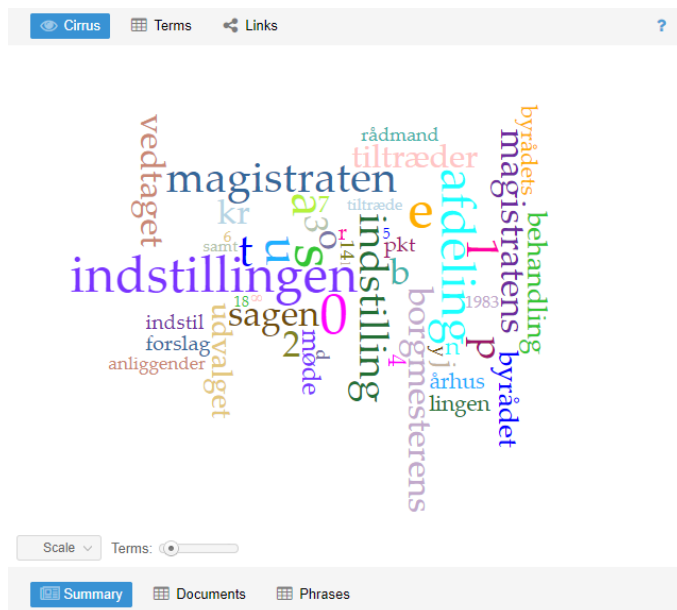 Cirrus Terms Links ?
byrådets
vedtaget
rådmand
magistratens
tiltræder
magistraten
afdeling
a
7
tiltræde
kr
3
e
behandling
indstilling
6
samt
t
u
s
o
r
141
5
pkt
1
b
indstillingen
18
∞
sagen
0
1983
borgmesterens
udvalget
indstil
forslag
anliggender
2
møde
d
4
y
j
n
p
byrådet
århus
lingen
Scale Terms:
Summary Documents Phrases